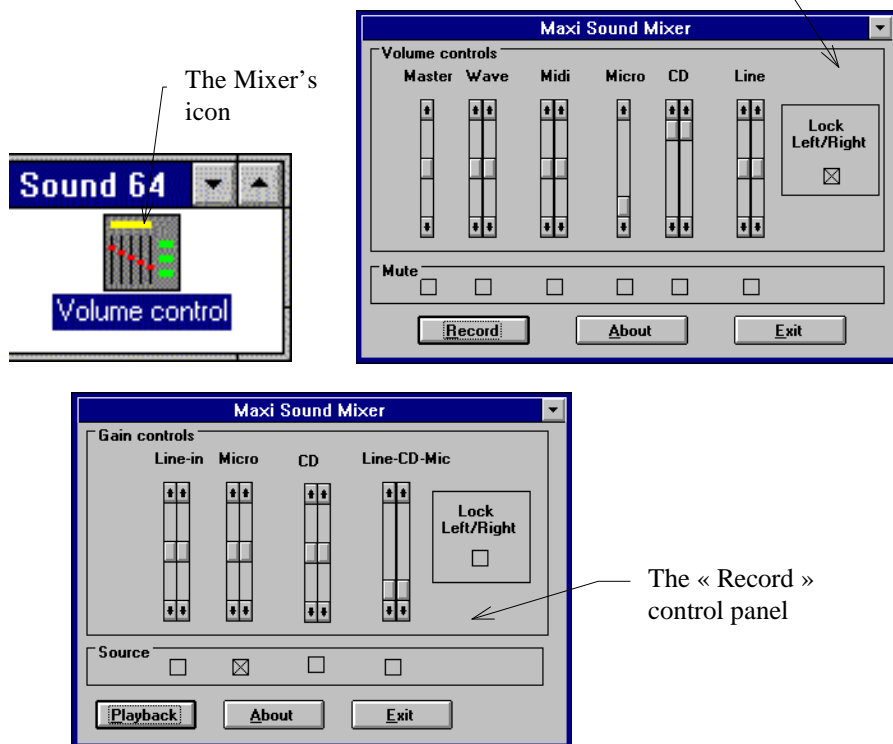 The Mixer’s
icon
Sound 64
Volume control
Maxi Sound Mixer
Volume controls
Master Wave Midi Micro CD Line
Lock
Left/Right
Mute
Record About Exit
Maxi Sound Mixer
Gain controls
Line-in Micro CD Line-CD-Mic
Lock
Left/Right
Source
Playback About Exit
The « Record »
control panel